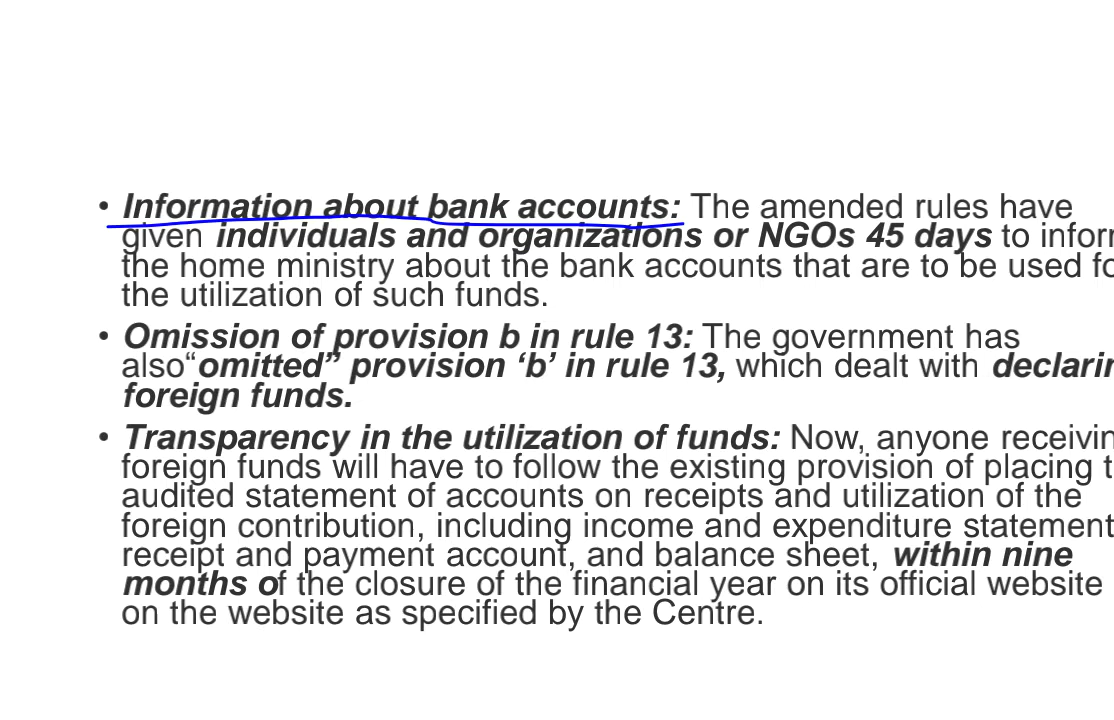 • Information about bank accounts: The amended rules have
given individuals and organizations or NGOs 45 days to
the home ministry about the bank accounts that are to be used
the utilization of such funds.
• Omission of provision b in rule 13: The government has
also“omitted” provision ‘b’ in rule 13, which dealt with
foreign funds.
• Transparency in the utilization of funds: Now, anyone
foreign funds will have to follow the existing provision of placing
audited statement of accounts on receipts and utilization of the
foreign contribution, including income and expenditure statement
receipt and payment account, and balance sheet, within nine
months of the closure of the financial year on its official website
on the website as specified by the Centre.